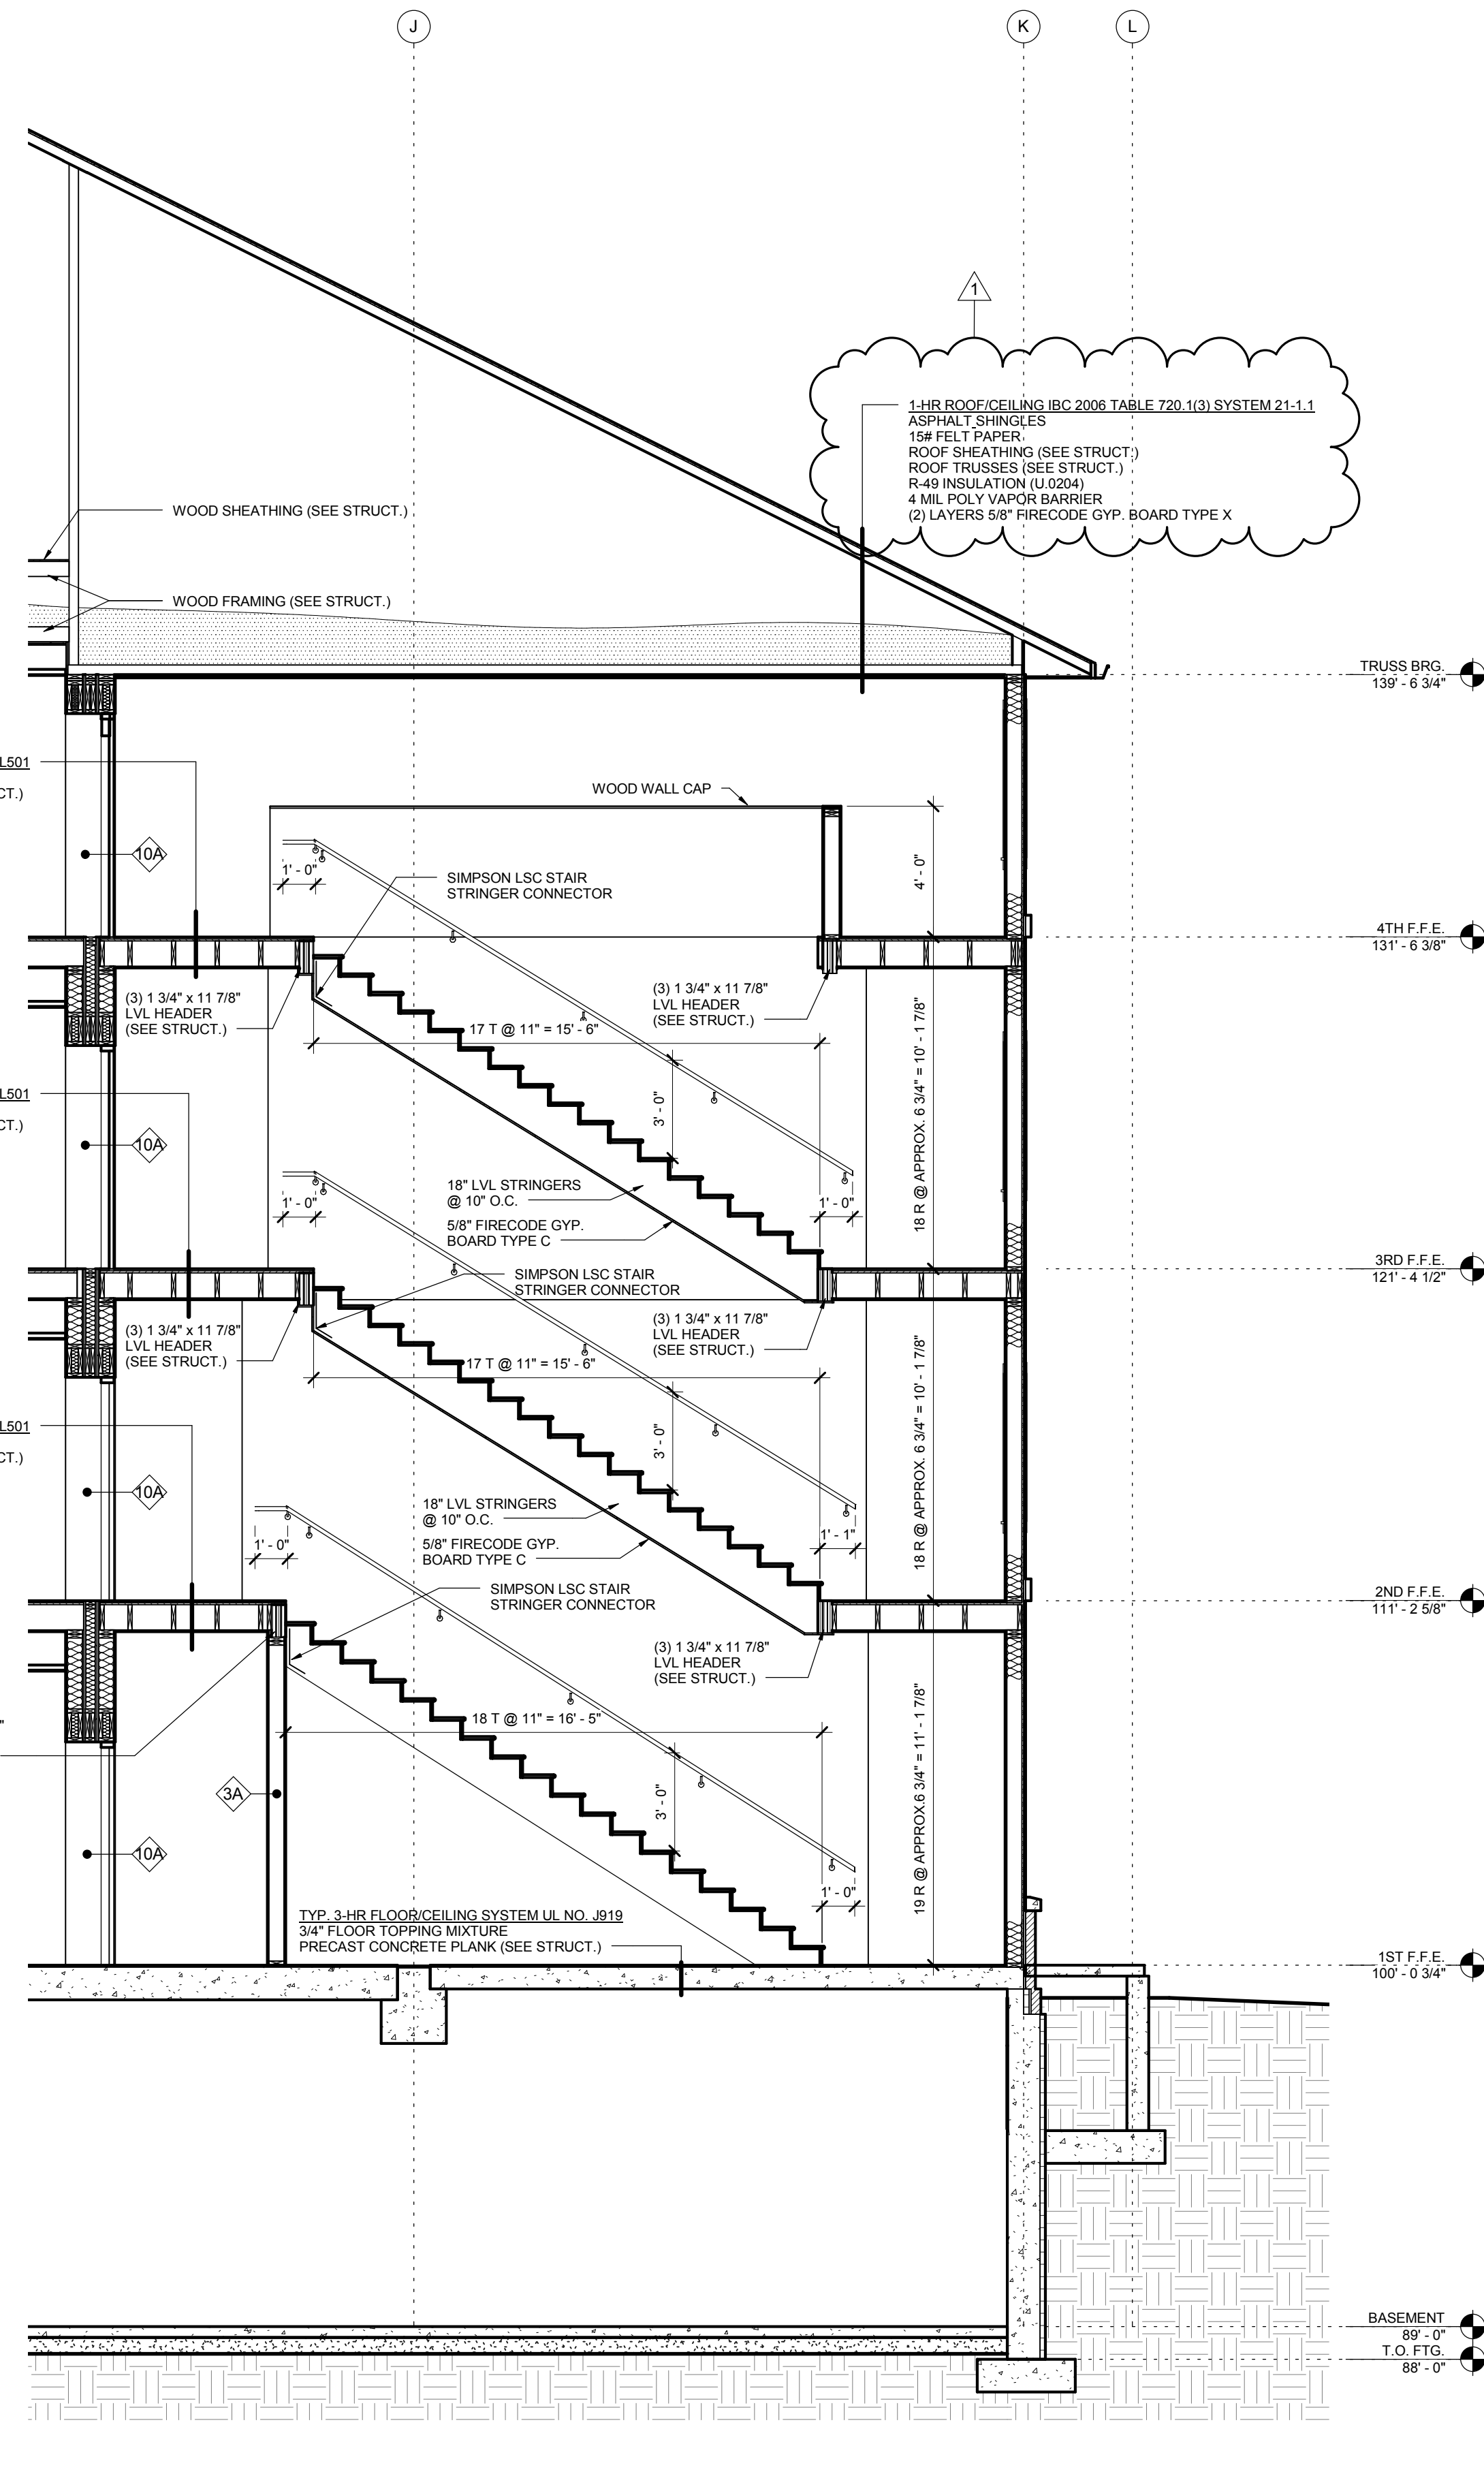 J
K
L
1
1-HR ROOF/CEILING IBC 2006 TABLE 720.1(3) SYSTEM 21-1.1
ASPHALT SHINGLES
15# FELT PAPER
ROOF SHEATHING (SEE STRUCT.)
ROOF TRUSSES (SEE STRUCT.)
R-49 INSULATION (U.0204)
4 MIL POLY VAPOR BARRIER
(2) LAYERS 5/8" FIRECODE GYP. BOARD TYPE X
WOOD SHEATHING (SEE STRUCT.)
WOOD FRAMING (SEE STRUCT.)
TRUSS BRG.
139' - 6 3/4"
L501
CT.)
WOOD WALL CAP
10A
1' - 0"
SIMPSON LSC STAIR
STRINGER CONNECTOR
4' - 0"
4TH F.F.E.
131' - 6 3/8"
(3) 1 3/4" x 11 7/8"
LVL HEADER
(SEE STRUCT.)
(3) 1 3/4" x 11 7/8"
LVL HEADER
(SEE STRUCT.)
17 T @ 11" = 15' - 6"
18 R @ APPROX. 6 3/4" = 10' - 1 7/8"
3' - 0"
L501
CT.)
10A
18" LVL STRINGERS
@ 10" O.C.
5/8" FIRECODE GYP.
BOARD TYPE C
1' - 0"
1' - 0"
SIMPSON LSC STAIR
STRINGER CONNECTOR
3RD F.F.E.
121' - 4 1/2"
(3) 1 3/4" x 11 7/8"
LVL HEADER
(SEE STRUCT.)
(3) 1 3/4" x 11 7/8"
LVL HEADER
(SEE STRUCT.)
17 T @ 11" = 15' - 6"
18 R @ APPROX. 6 3/4" = 10' - 1 7/8"
3' - 0"
L501
CT.)
10A
18" LVL STRINGERS
@ 10" O.C.
5/8" FIRECODE GYP.
BOARD TYPE C
1' - 0"
1' - 1"
SIMPSON LSC STAIR
STRINGER CONNECTOR
2ND F.F.E.
111' - 2 5/8"
(3) 1 3/4" x 11 7/8"
LVL HEADER
(SEE STRUCT.)
"
18 T @ 11" = 16' - 5"
19 R @ APPROX.6 3/4" = 11' - 1 7/8"
3' - 0"
3A
10A
1' - 0"
TYP. 3-HR FLOOR/CEILING SYSTEM UL NO. J919
3/4" FLOOR TOPPING MIXTURE
PRECAST CONCRETE PLANK (SEE STRUCT.)
1ST F.F.E.
100' - 0 3/4"
BASEMENT
89' - 0"
T.O. FTG.
88' - 0"